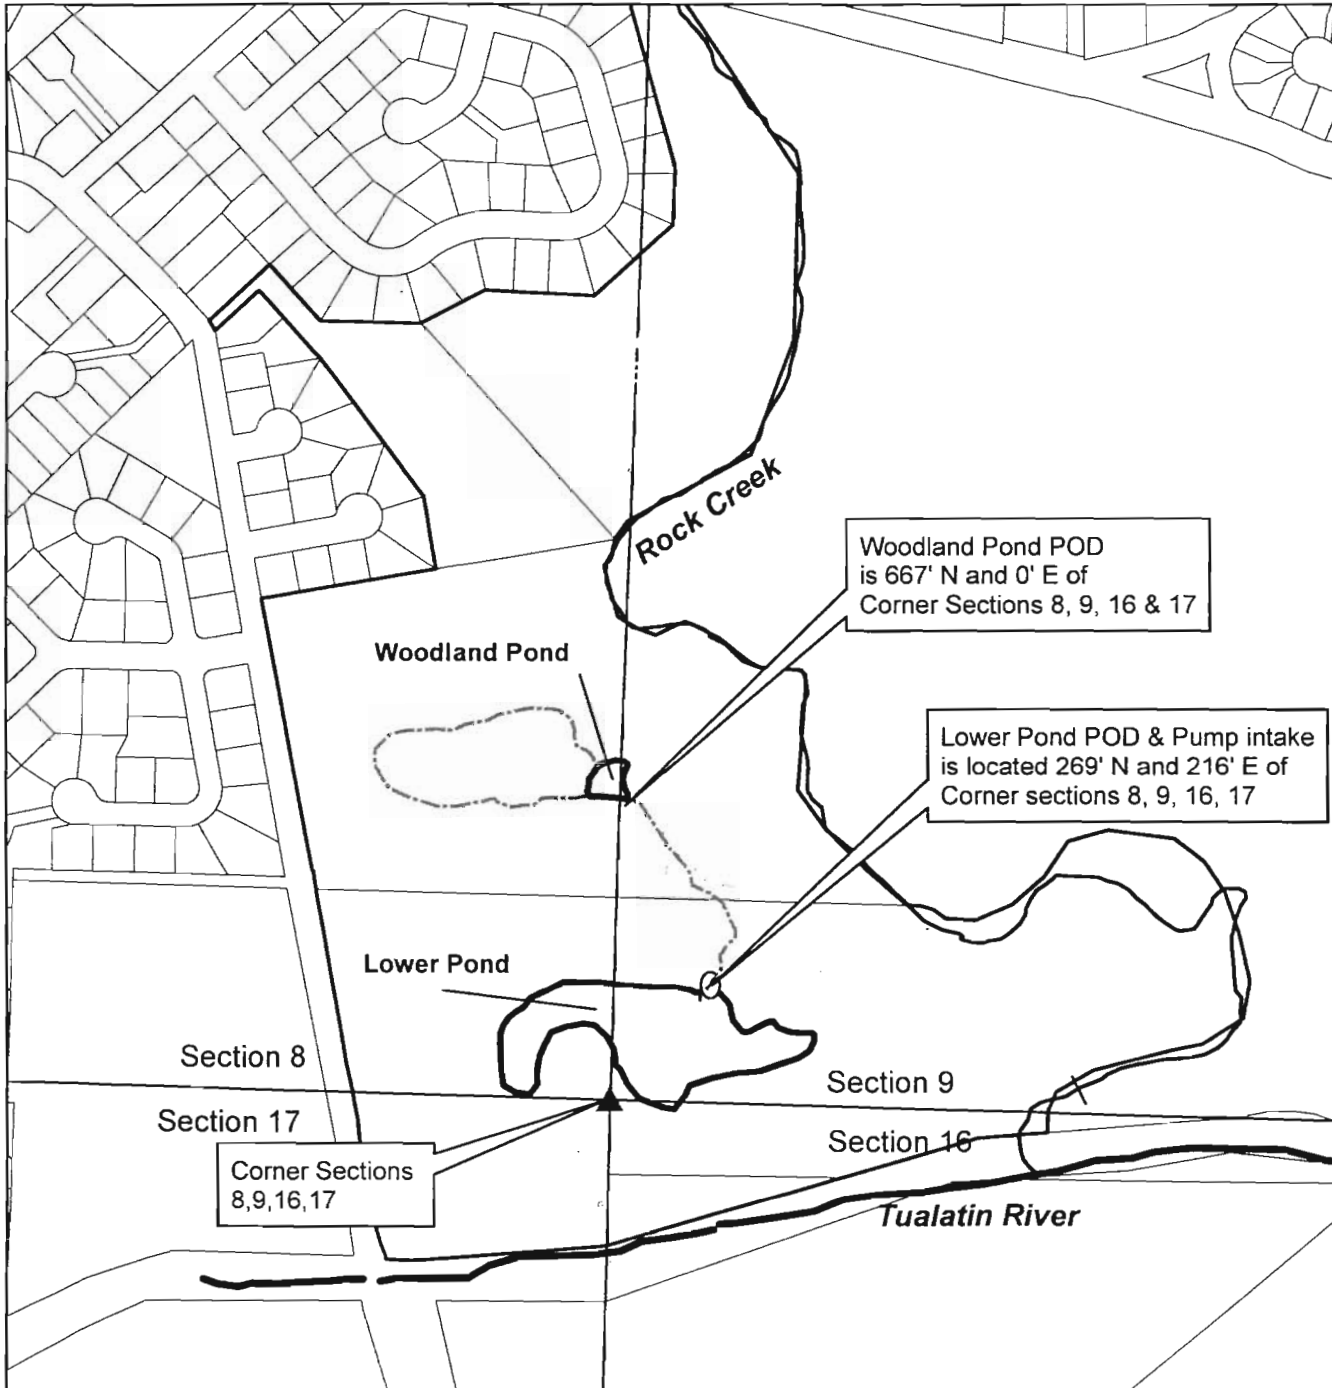 Rock Creek
Woodland Pond POD
is 667' N and 0' E of
Corner Sections 8, 9, 16 & 17
Woodland Pond
Lower Pond POD & Pump intake
is located 269' N and 216' E of
Corner sections 8, 9, 16, 17
Lower Pond
Section 8
Section 9
Section 17
Section 16
Corner Sections
8,9,16,17
Tualatin River